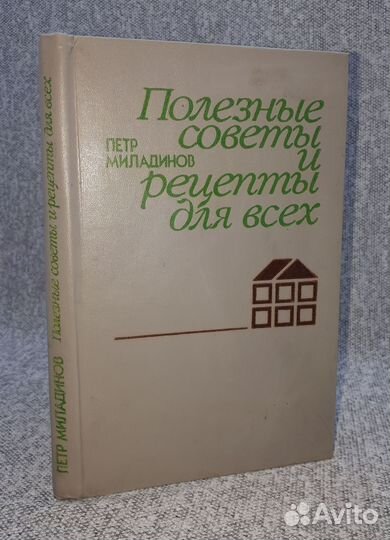 Полезные
советы
ПЕТР
МИЛАДИНОВ
и
рецепты
для всех
ПЕТР МИЛАДИНОВ Полезные советы и рецепты для всех
Avito